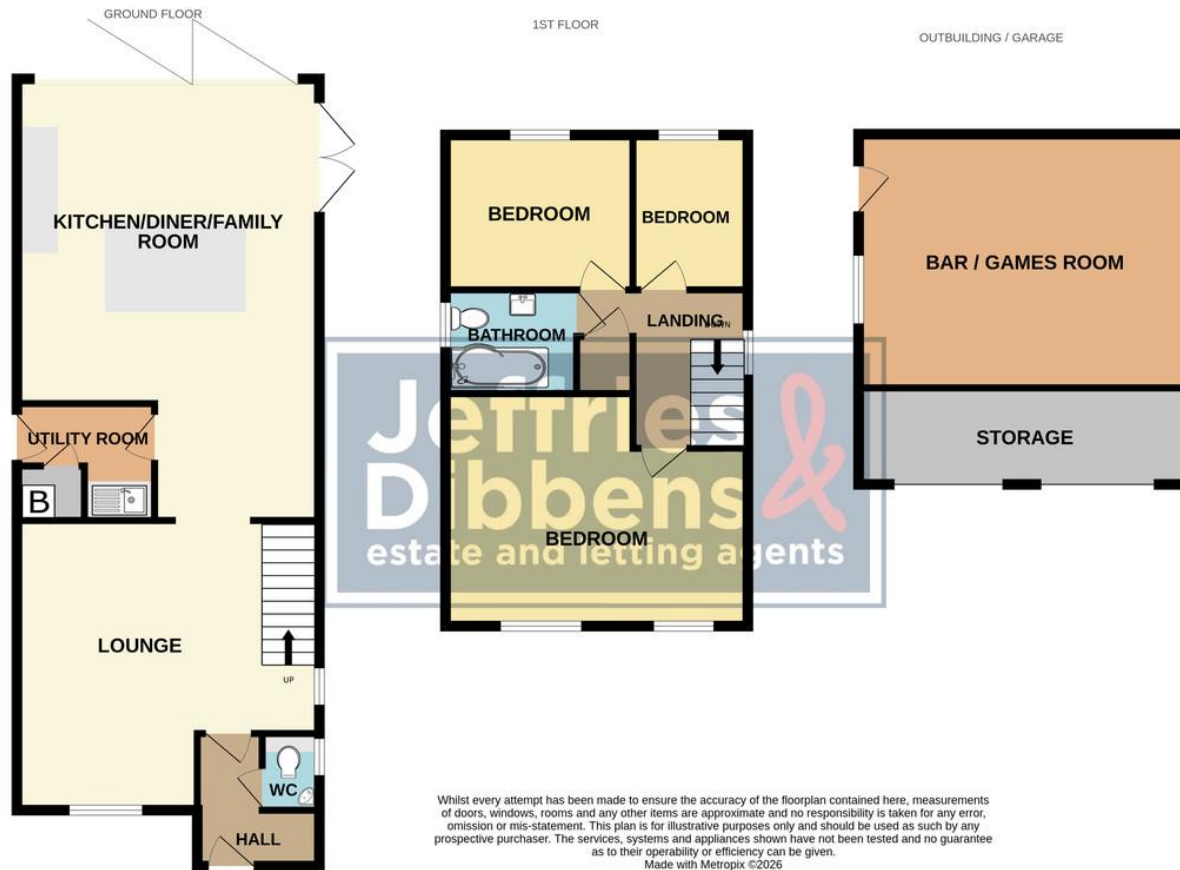 GROUND FLOOR
KITCHEN/DINER/FAMILY
ROOM
UTILITY ROOM
B
LOUNGE
UP
WC
HALL
1ST FLOOR
BEDROOM
BEDROOM
BATHROOM
LANDING
DOWN
BEDROOM
OUTBUILDING / GARAGE
BAR / GAMES ROOM
STORAGE
Jeffries &
Dibbens
estate and letting agents
Whilst every attempt has been made to ensure the accuracy of the floorplan contained here, measurements
of doors, windows, rooms and any other items are approximate and no responsibility is taken for any error,
omission or mis-statement. This plan is for illustrative purposes only and should be used as such by any
prospective purchaser. The services, systems and appliances shown have not been tested and no guarantee
as to their operability or efficiency can be given.
Made with Metropix ©2026